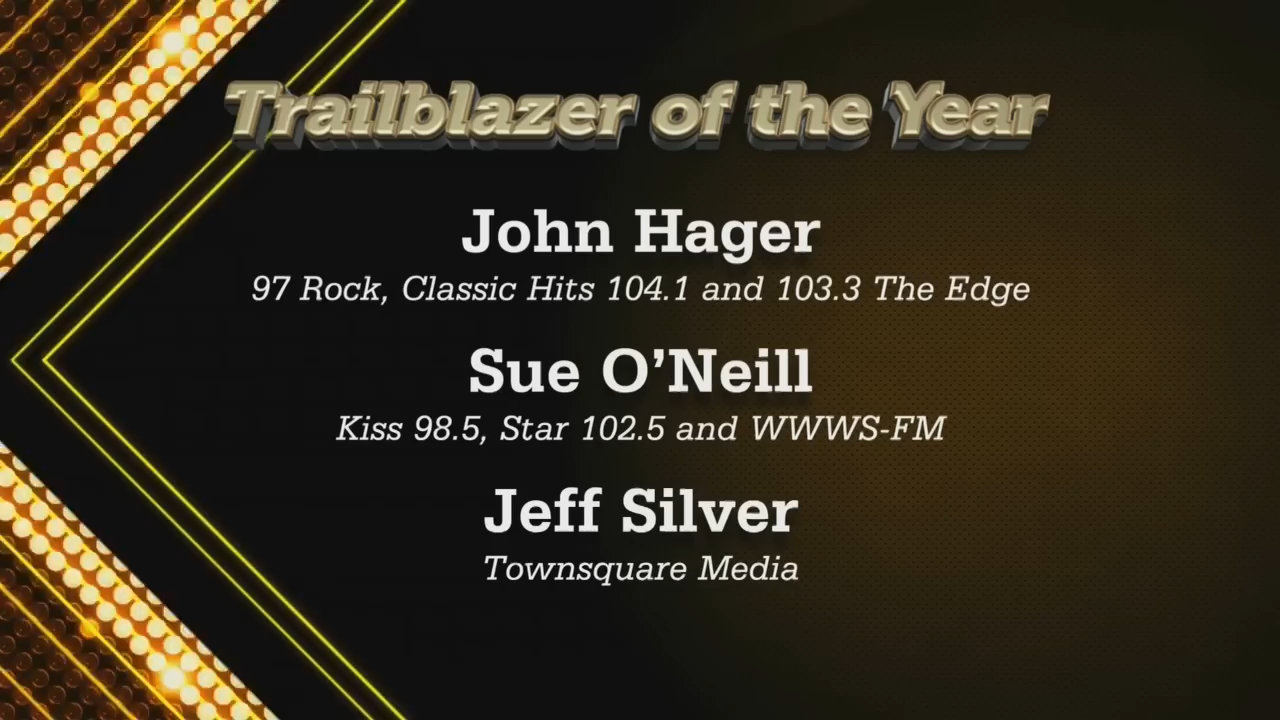 Trailblazer of the Year
John Hager
97 Rock, Classic Hits 104.1 and 103.3 The Edge
Sue O’Neill
Kiss 98.5, Star 102.5 and WWWS-FM
Jeff Silver
Townsquare Media